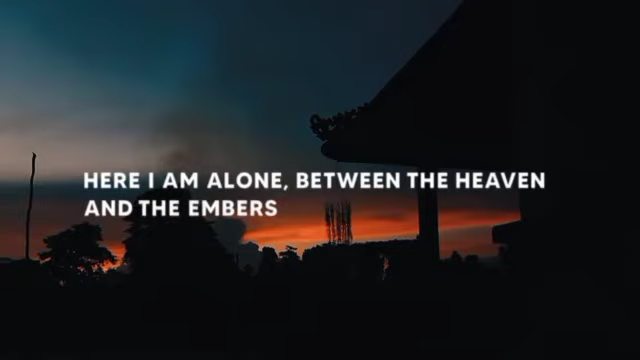 HERE I AM ALONE, BETWEEN THE HEAVEN
AND THE EMBERS